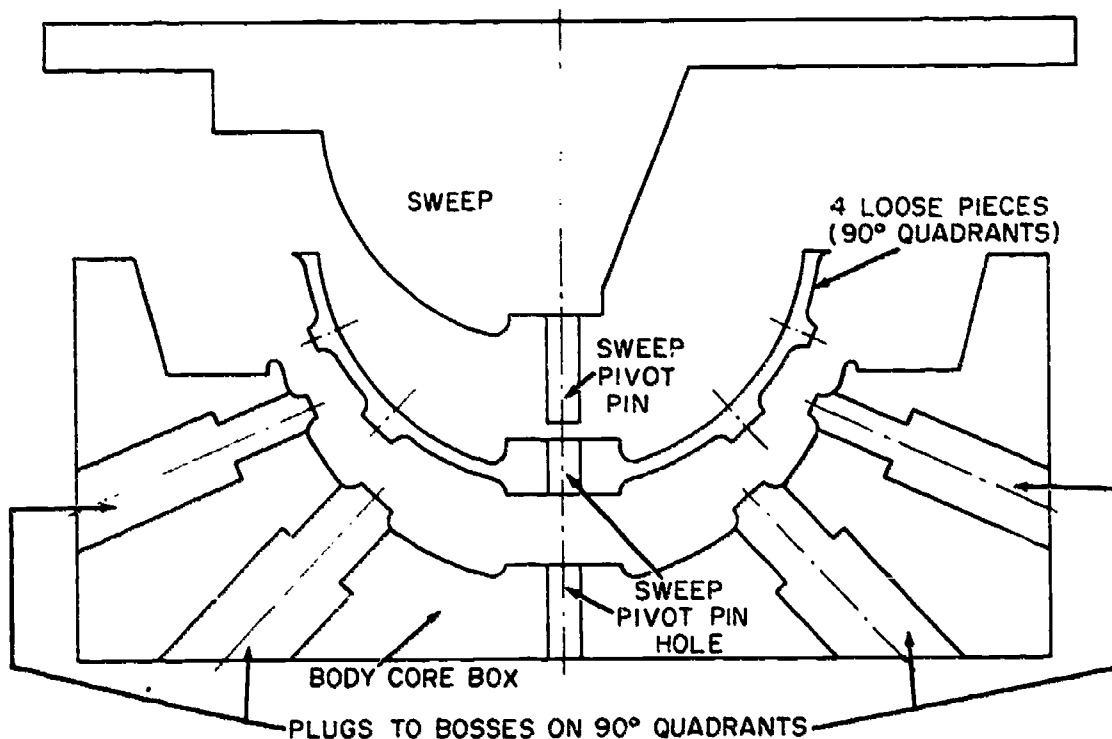 SWEEP
4 LOOSE PIECES
(90° QUADRANTS)
SWEEP
PIVOT
PIN
SWEEP
PIVOT PIN
HOLE
BODY CORE BOX
PLUGS TO BOSSES ON 90° QUADRANTS